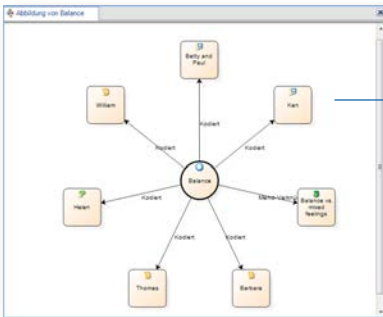 Abbildung von Balance
Betty and
Paul
William
Ken
Kodiert
Kodiert
Kodiert
Balance
Helen
Kodiert
Memo-Verknü
Balance vs.
mixed
feelings
Kodiert
Kodiert
Thomas
Barbara